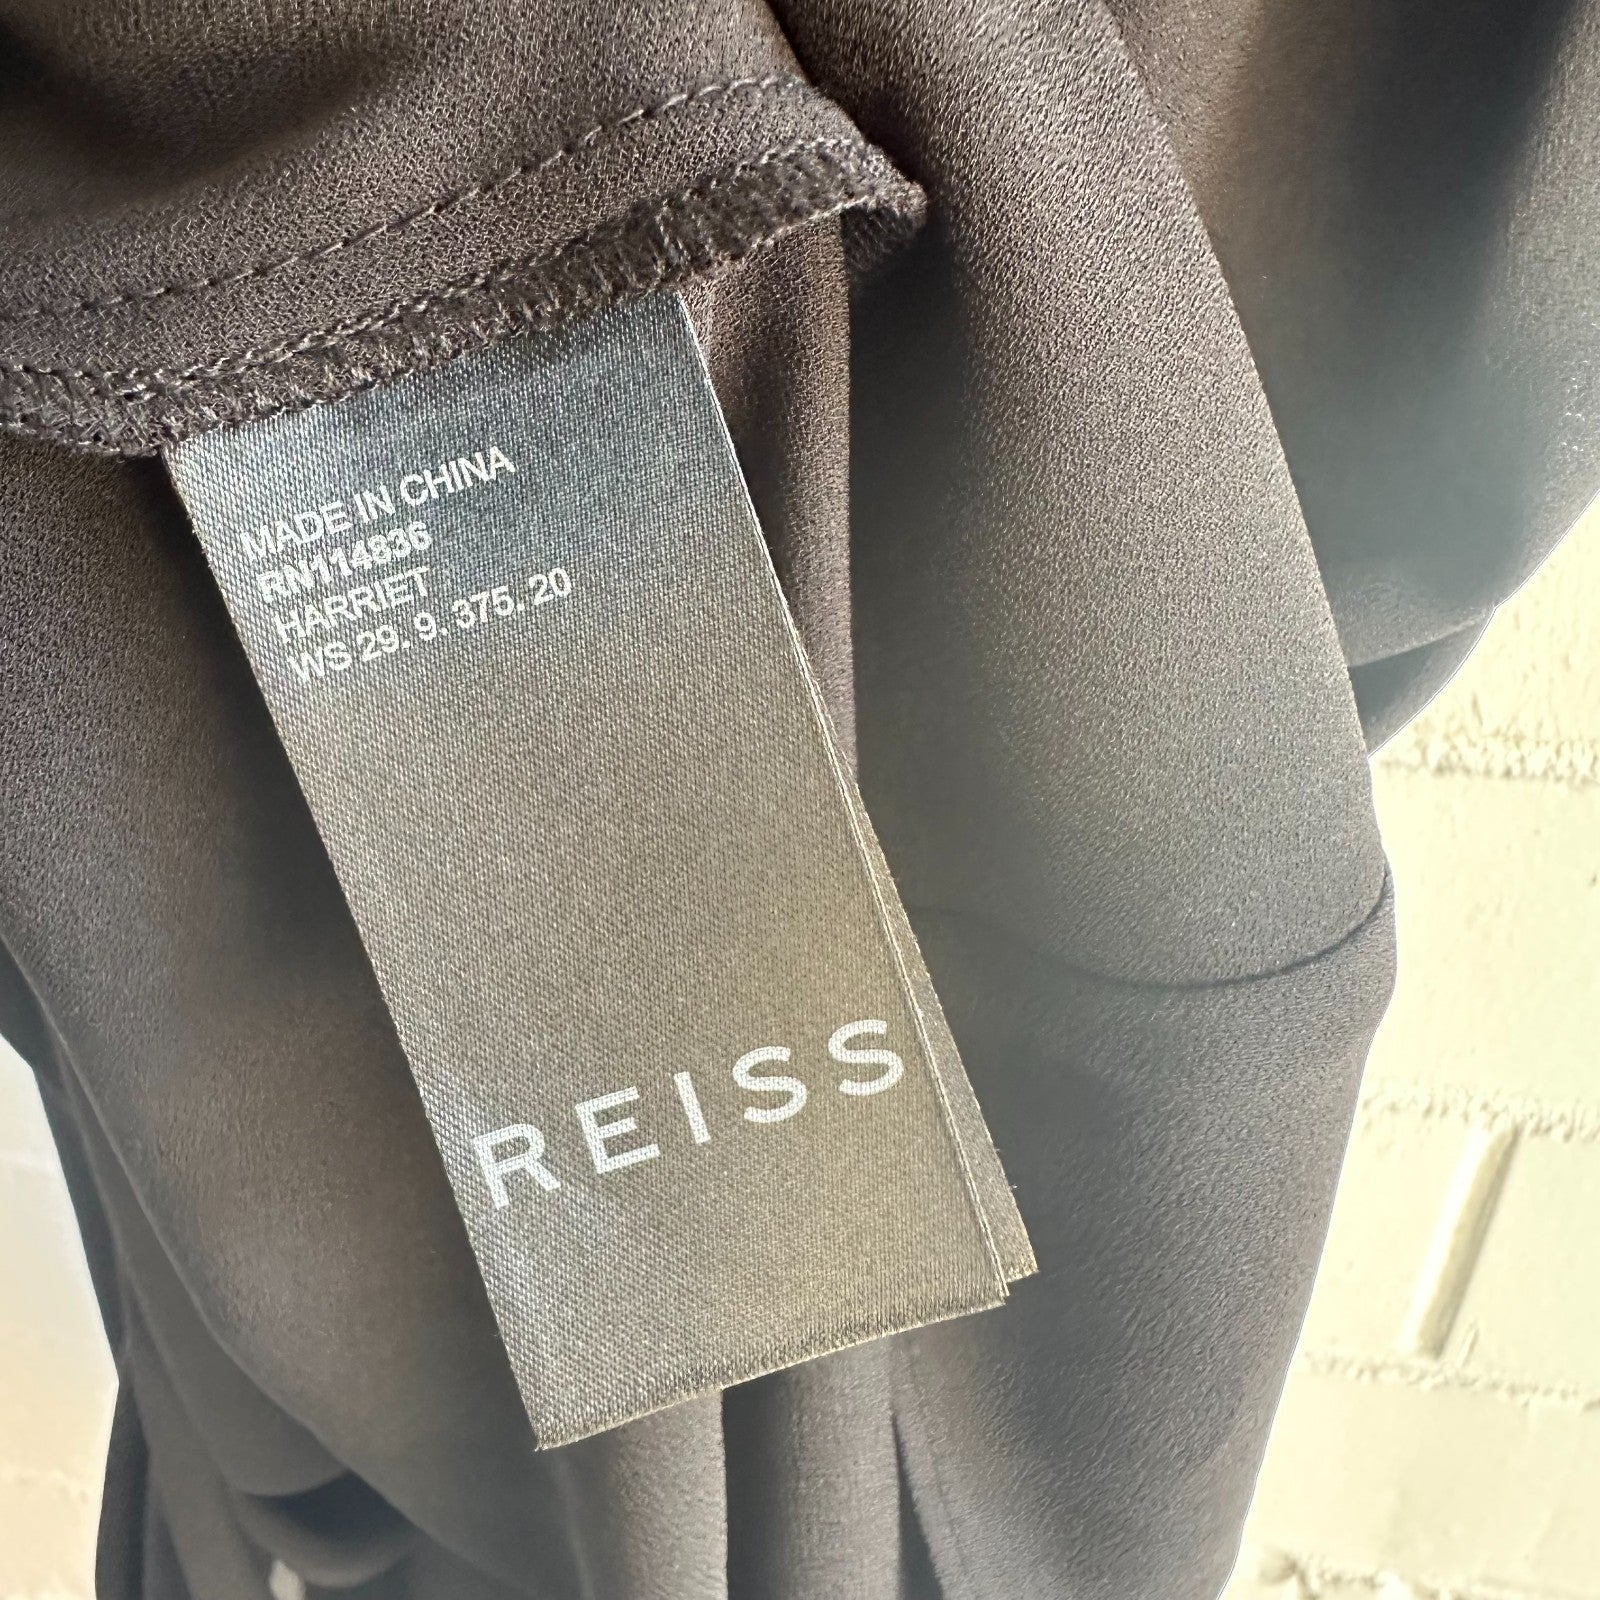 MADE IN CHINA
RN114836
HARRIET
WS 29. 9. 375. 20
REISS